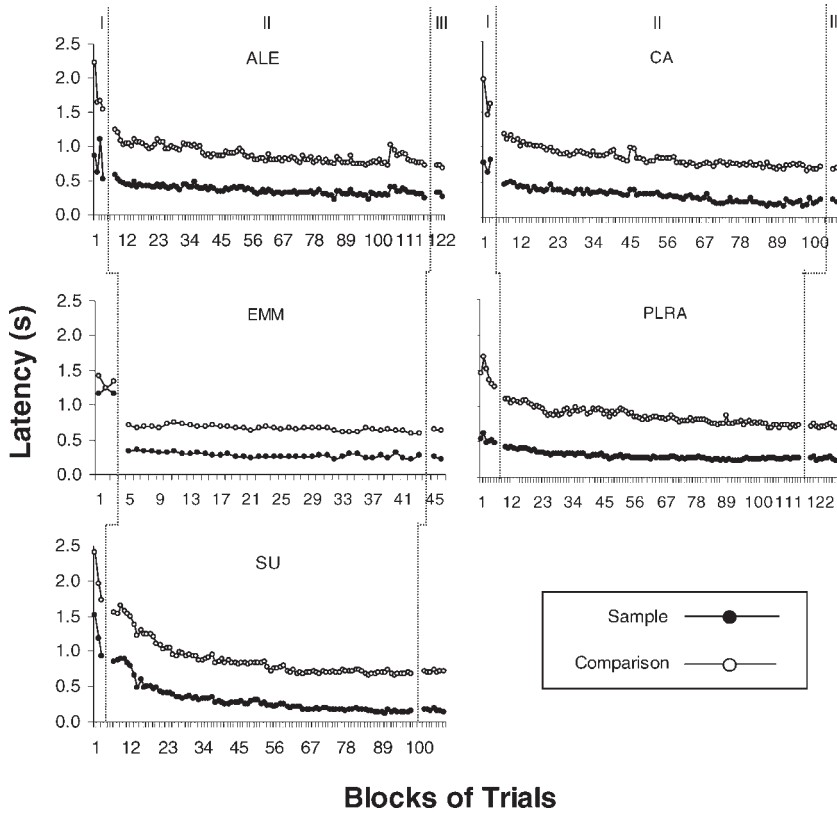 I II III I II II
ALE CA
2.5
2.0
1.5
1.0
0.5
0.0
1 12 23 34 45 56 67 78 89 100 111 122
1 12 23 34 45 56 67 78 89 100
EMM PLRA
2.5
2.0
1.5
1.0
0.5
0.0
1 5 9 13 17 21 25 29 33 37 41 45
1 12 23 34 45 56 67 78 89 100 111 122
SU
2.5
2.0
1.5
1.0
0.5
0.0
1 12 23 34 45 56 67 78 89 100
Sample
Comparison
Latency (s)
Blocks of Trials